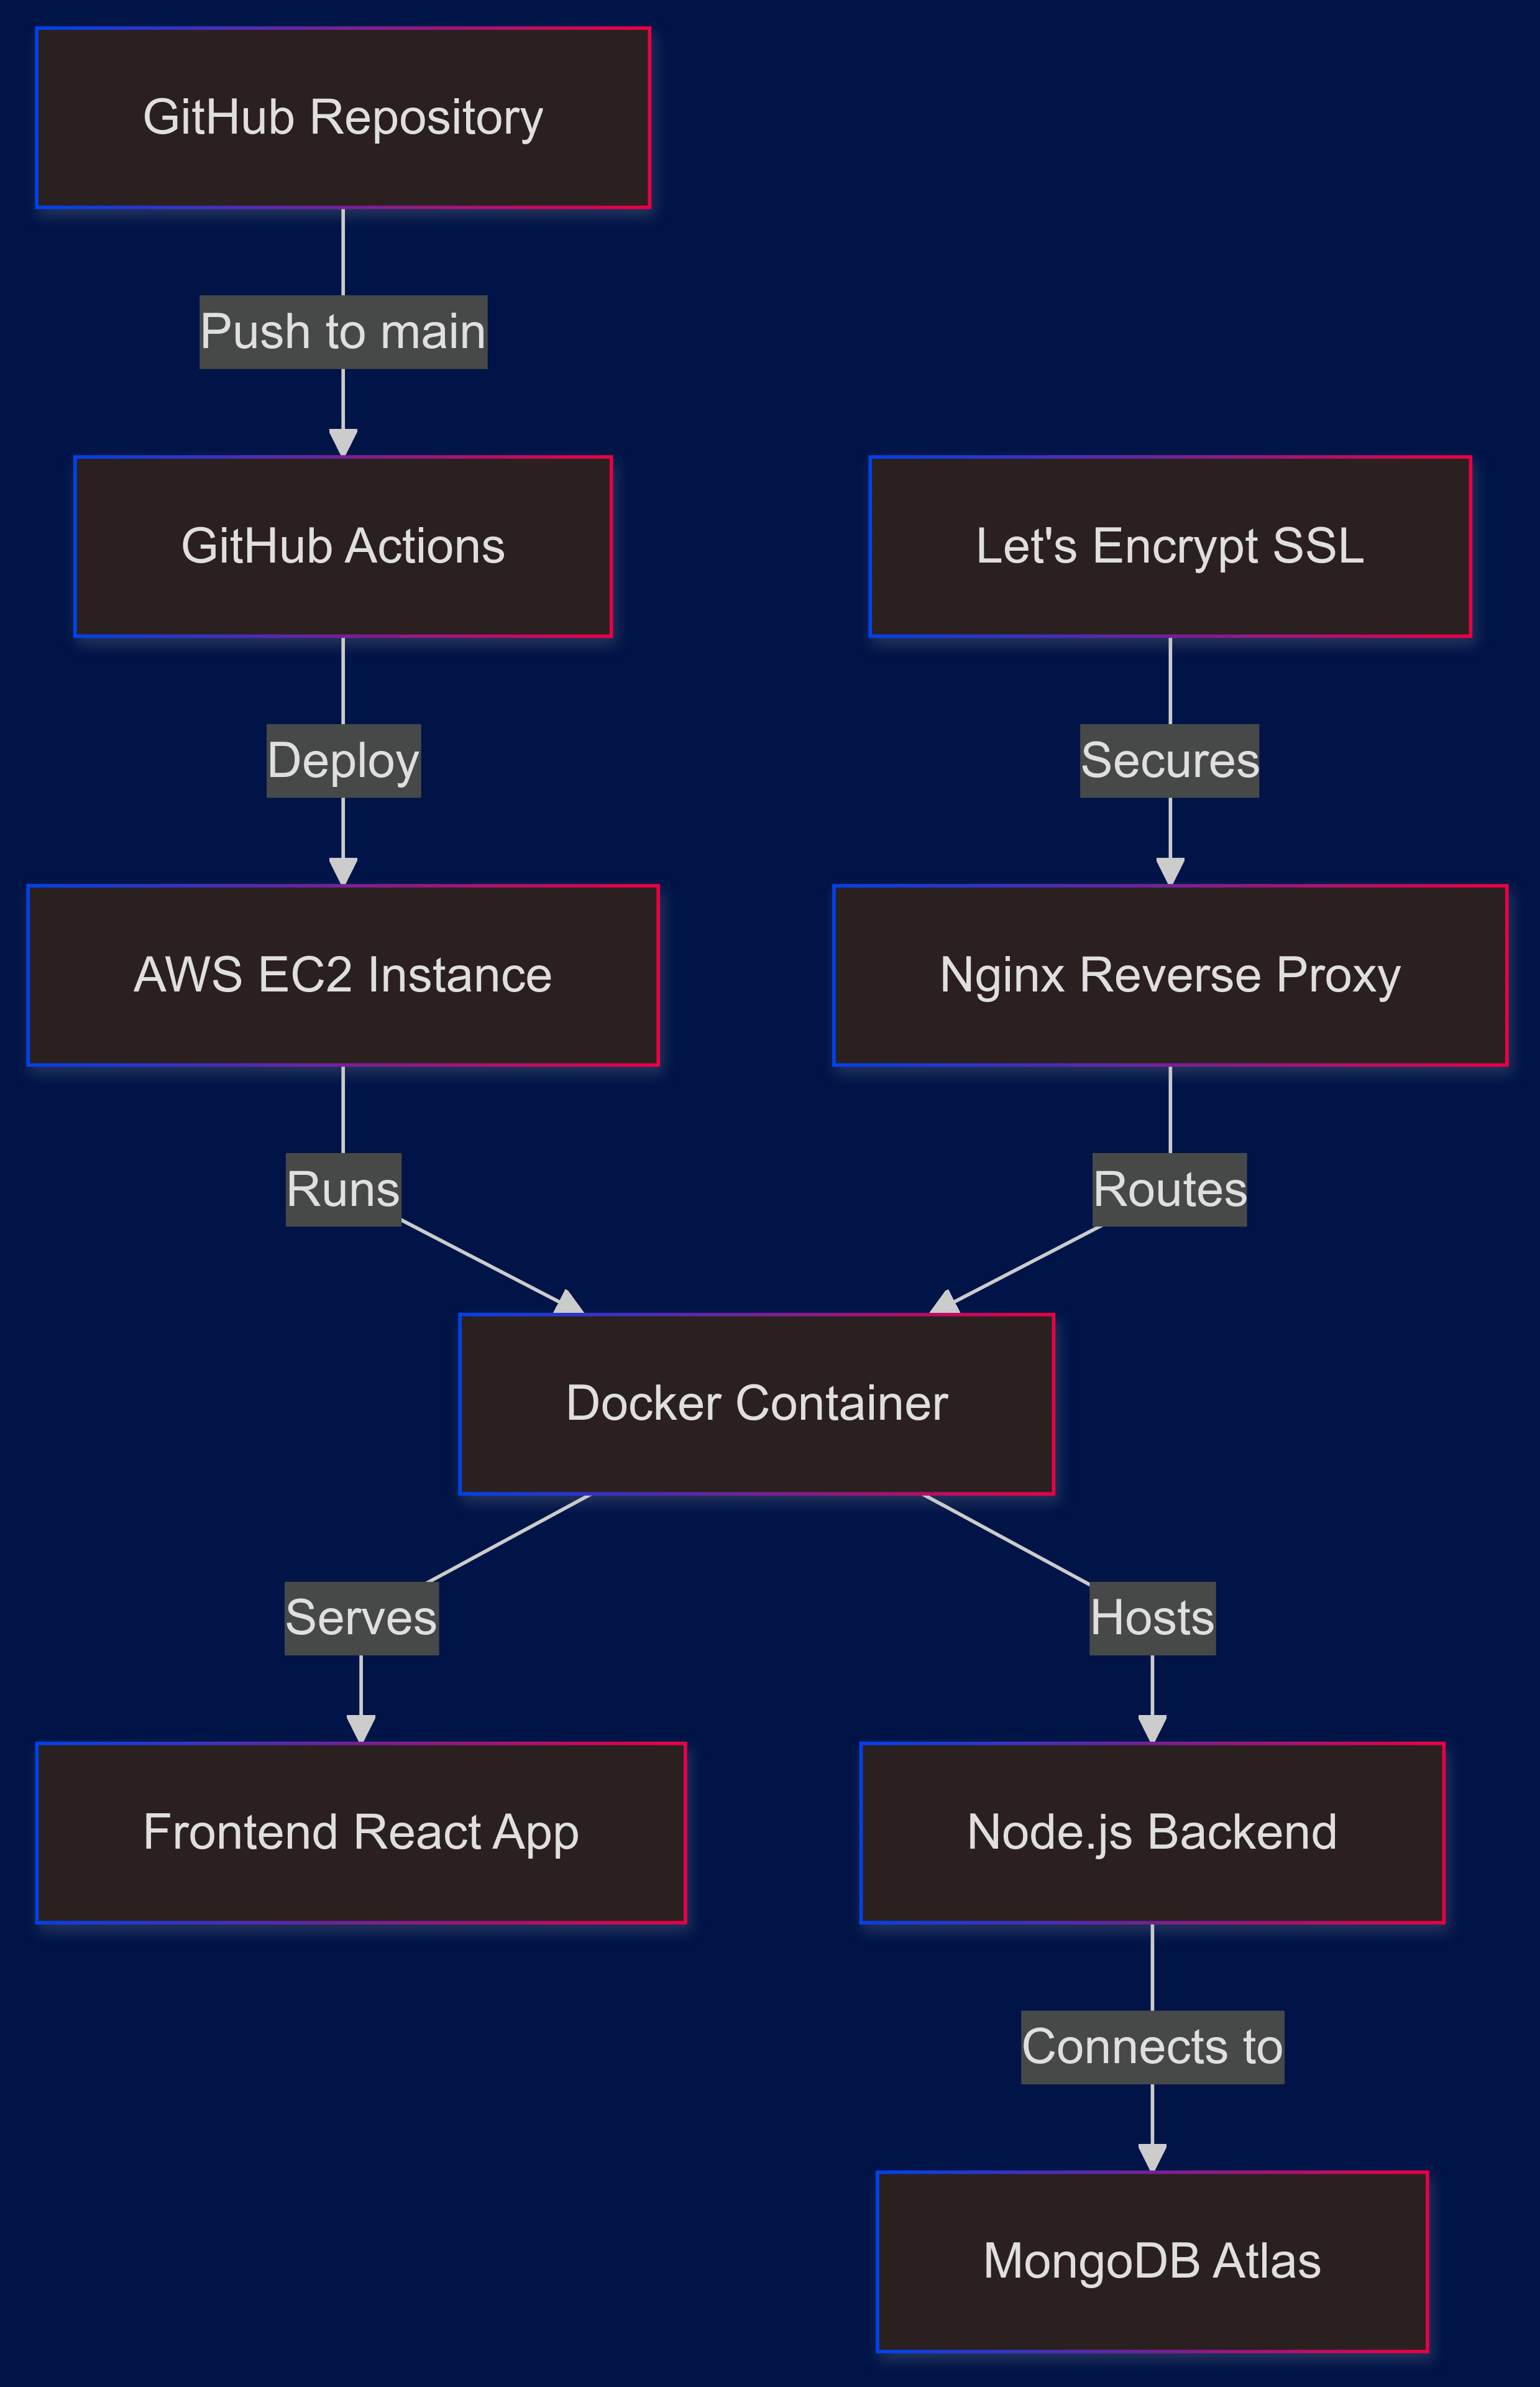 GitHub Repository
Push to main
GitHub Actions
Let's Encrypt SSL
Deploy
Secures
AWS EC2 Instance
Nginx Reverse Proxy
Runs
Routes
Docker Container
Serves
Hosts
Frontend React App
Node.js Backend
Connects to
MongoDB Atlas